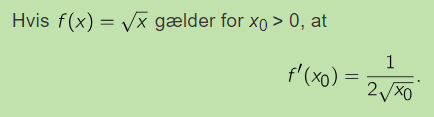 Hvis f(x) = √x gælder for x₀ > 0, at
f'(x₀) = 1/(2√x₀).